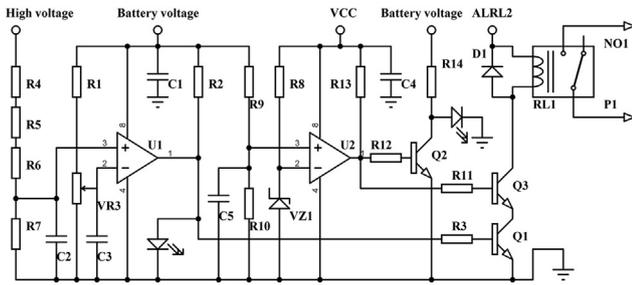 High voltage Battery voltage VCC Battery voltage ALRL2
NO1
D1
R4 R1 C1 R2 R8 R13 C4 R14
R9
RL1 P1
R5
8 8
R6 3 U1 3 U2 R12 Q2
1 1
2 2
R11 Q3
4 4
VR3 C5 VZ1
R7 R10 R3 Q1
C2 C3